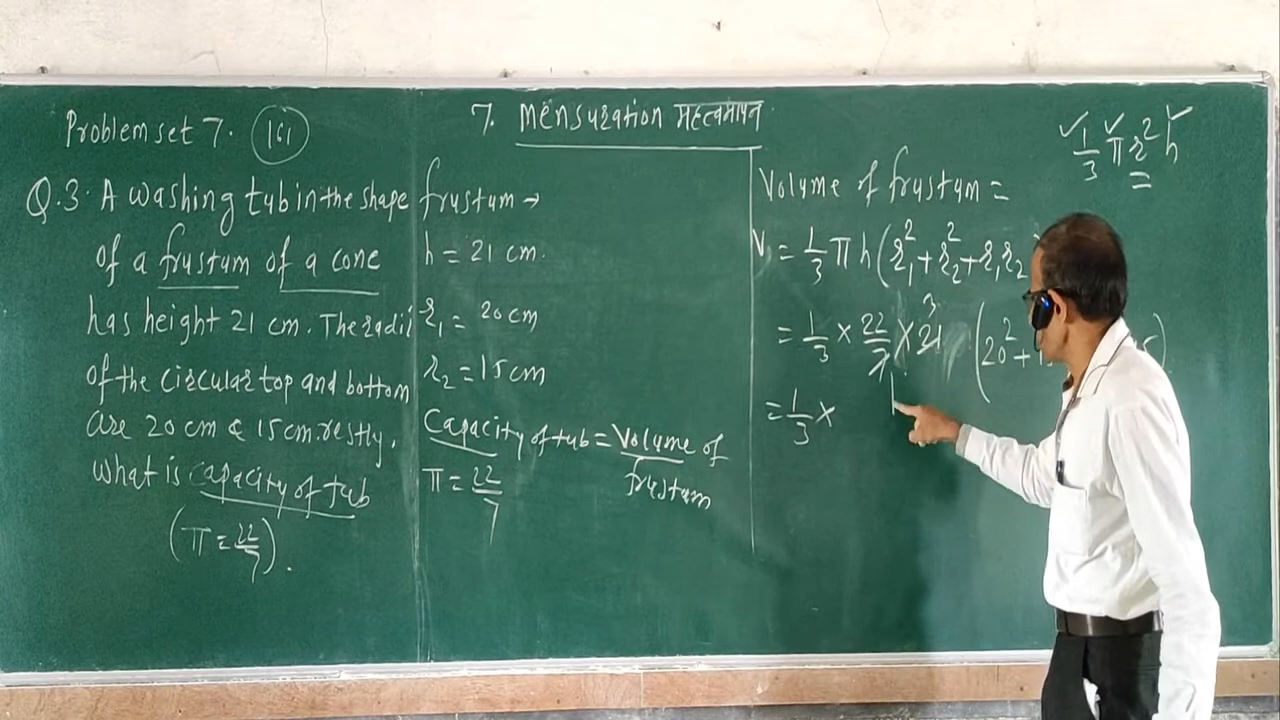 7. Mensuration महत्वमापन
Problem set 7. (161)
Q.3. A washing tub in the shape
of a frustum of a cone
has height 21 cm. The radii
of the circular top and bottom
are 20 cm & 15 cm. restly.
What is capacity of tub
(π = 22/7).
frustum →
h = 21 cm.
r₁ = 20 cm
r₂ = 15 cm
Capacity of tub = Volume of
frustum
π = 22/7
1/3 π r² h
Volume of frustum =
V = 1/3 π h (r₁² + r₂² + r₁r₂
= 1/3 × 22/7 × 21 3 (20² + 1
= 1/3 ×